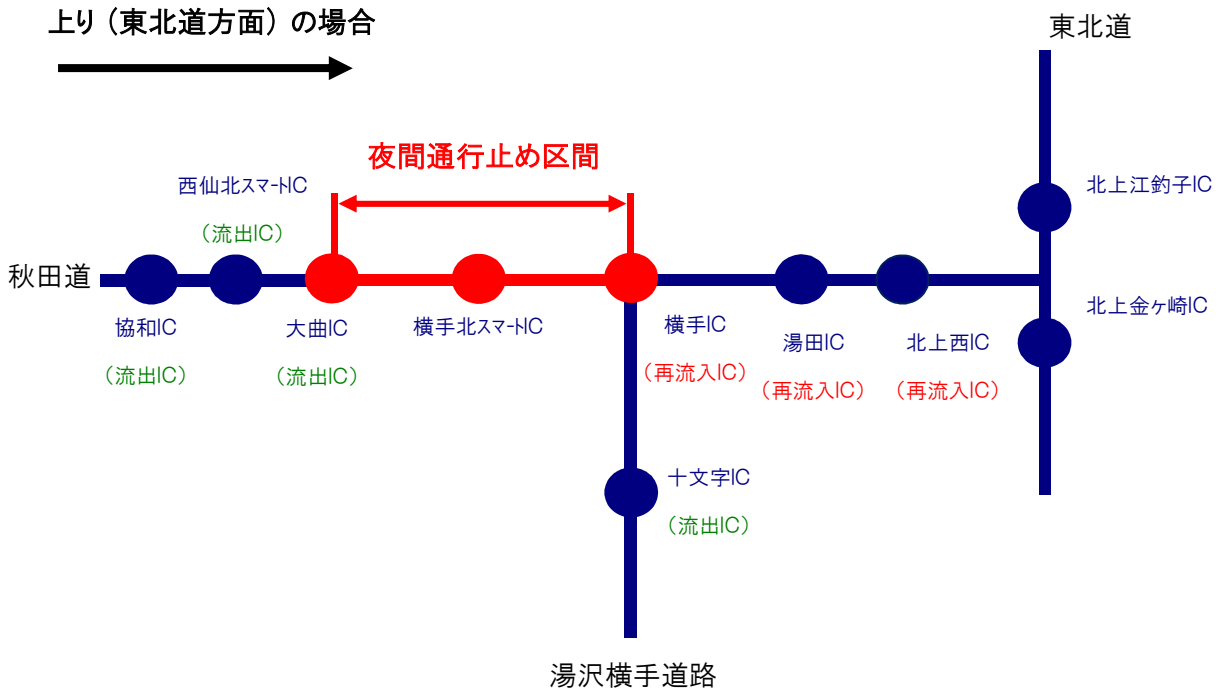 上り（東北道方面）の場合
東北道
夜間通行止め区間
西仙北スマートIC
（流出IC）
北上江釣子IC
秋田道
協和IC
（流出IC）
大曲IC
（流出IC）
横手北スマートIC
横手IC
（再流入IC）
湯田IC
（再流入IC）
北上西IC
（再流入IC）
北上金ヶ崎IC
十文字IC
（流出IC）
湯沢横手道路